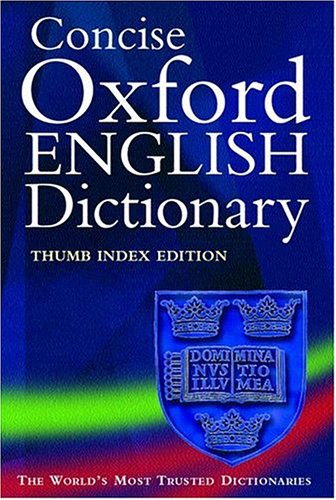 Concise
Oxford
ENGLISH
Dictionary
THUMB INDEX EDITION
DOMI MINA
NVS TIO
ILLV MEA
THE WORLD'S MOST TRUSTED DICTIONARIES